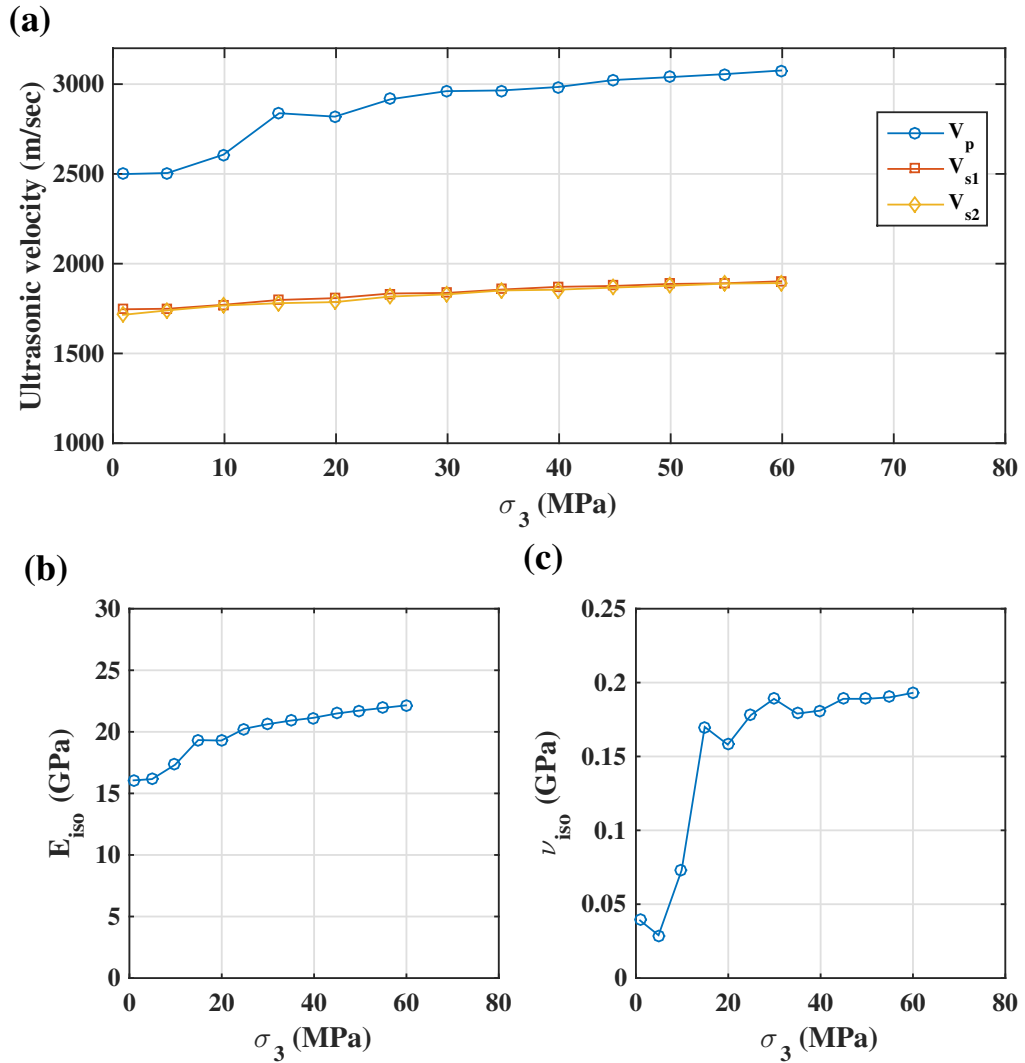 (a)
Ultrasonic velocity (m/sec)
3000
2500
2000
1500
1000
0 10 20 30 40 50 60 70 80
σ3 (MPa)
Vp
Vs1
Vs2
(b)
Eiso (GPa)
30
25
20
15
10
5
0
0 20 40 60 80
σ3 (MPa)
(c)
νiso (GPa)
0.25
0.2
0.15
0.1
0.05
0
0 20 40 60 80
σ3 (MPa)